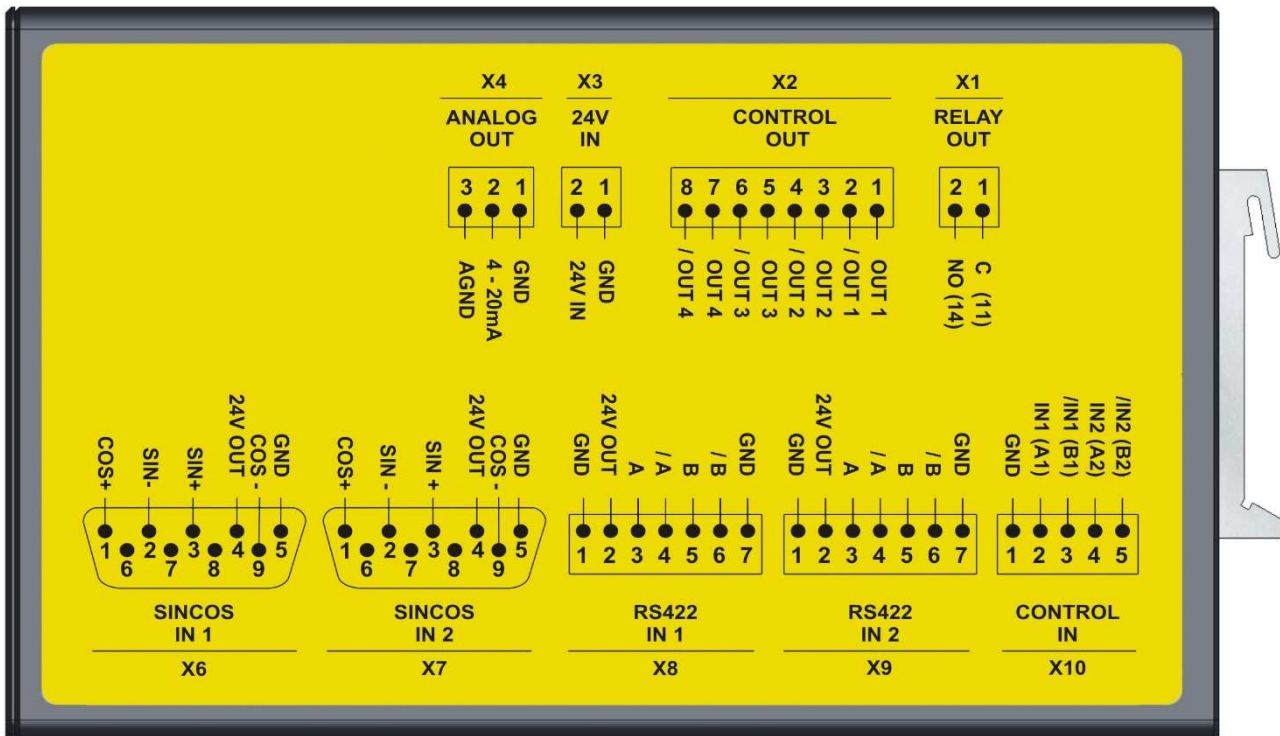 X4 X3 X2 X1
ANALOG OUT 24V IN CONTROL OUT RELAY OUT
3 2 1 2 1 8 7 6 5 4 3 2 1 2 1
AGND
4 - 20mA
GND
24V IN
GND
/ OUT 4
OUT 4
/ OUT 3
OUT 3
/ OUT 2
OUT 2
/ OUT 1
OUT 1
NO (14)
C (11)
COS+
SIN-
SIN+
24V OUT
COS -
GND
COS+
SIN -
SIN +
24V OUT
COS -
GND
GND
24V OUT
A
/ A
B
/ B
GND
GND
24V OUT
A
/ A
B
/ B
GND
GND
IN1 (A1)
/IN1 (B1)
IN2 (A2)
/IN2 (B2)
1 2 3 4 5
6 7 8 9
1 2 3 4 5
6 7 8 9
1 2 3 4 5 6 7
1 2 3 4 5 6 7
1 2 3 4 5
SINCOS
IN 1
SINCOS
IN 2
RS422
IN 1
RS422
IN 2
CONTROL
IN
X6 X7 X8 X9 X10